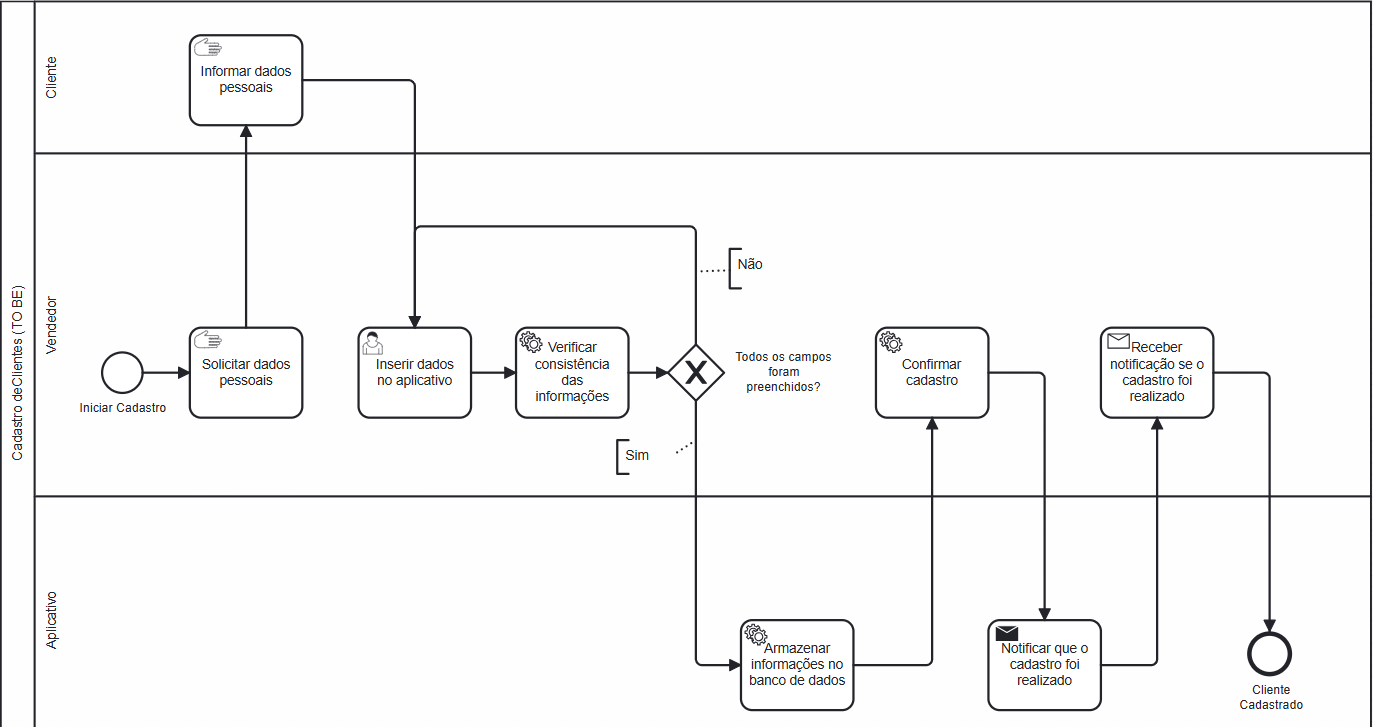 Cadastro deClientes (TO BE)
Cliente
Informar dados
pessoais
Vendedor
Iniciar Cadastro
Solicitar dados
pessoais
Inserir dados
no aplicativo
Verificar
consistência
das
informações
Não
Todos os campos
foram
preenchidos?
Sim
Confirmar
cadastro
Receber
notificação se o
cadastro foi
realizado
Aplicativo
Armazenar
informações no
banco de dados
Notificar que o
cadastro foi
realizado
Cliente
Cadastrado